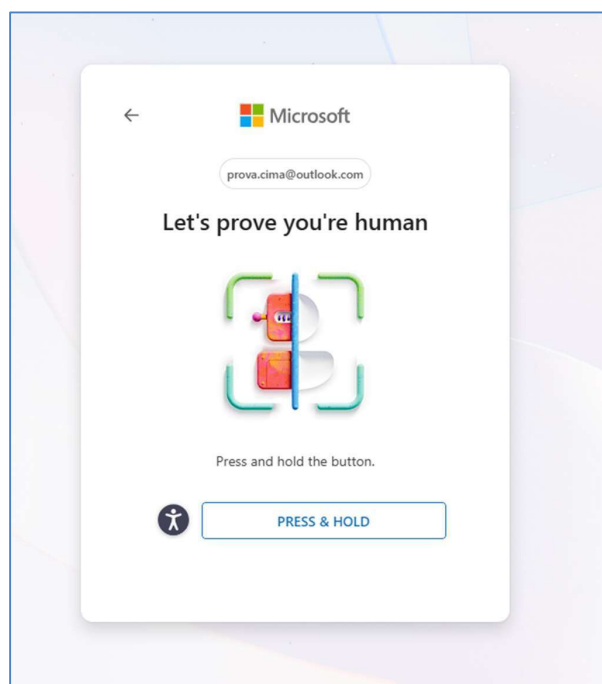 Microsoft
prova.cima@outlook.com
Let's prove you're human
Press and hold the button.
PRESS & HOLD